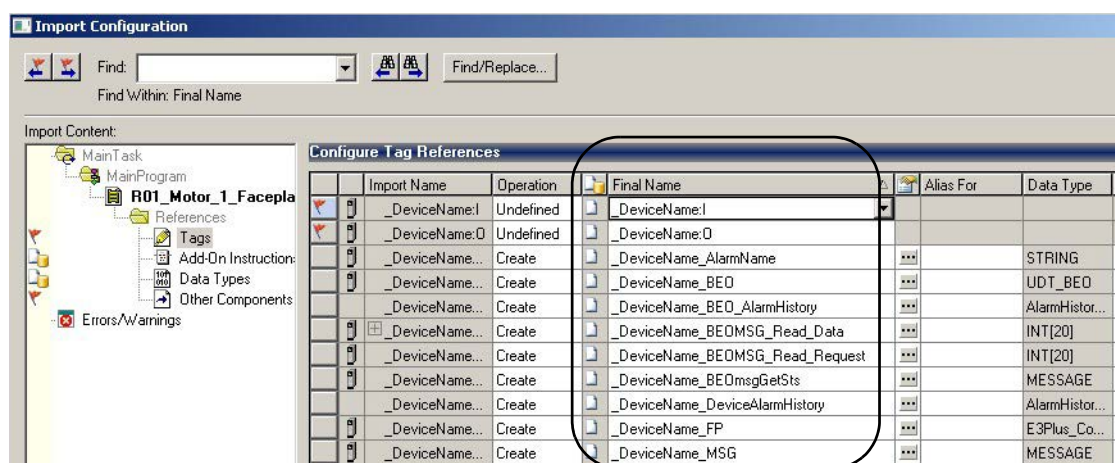 Import Configuration
Find:
Find/Replace...
Find Within: Final Name
Import Content:
MainTask
MainProgram
R01_Motor_1_Facepla
References
Tags
Add-On Instruction:
Data Types
Other Components
Errors/Warnings
Configure Tag References
Import Name Operation Final Name Alias For Data Type
_DeviceName:I Undefined _DeviceName:I
_DeviceName:O Undefined _DeviceName:O
_DeviceName... Create _DeviceName_AlarmName ... STRING
_DeviceName... Create _DeviceName_BEO ... UDT_BEO
_DeviceName... Create _DeviceName_BEO_AlarmHistory ... AlarmHistor...
_DeviceName... Create _DeviceName_BEOMSG_Read_Data ... INT[20]
_DeviceName... Create _DeviceName_BEOMSG_Read_Request ... INT[20]
_DeviceName... Create _DeviceName_BEOmsgGetSts ... MESSAGE
_DeviceName... Create _DeviceName_DeviceAlarmHistory ... AlarmHistor...
_DeviceName... Create _DeviceName_FP ... E3Plus_Co...
_DeviceName... Create _DeviceName_MSG ... MESSAGE